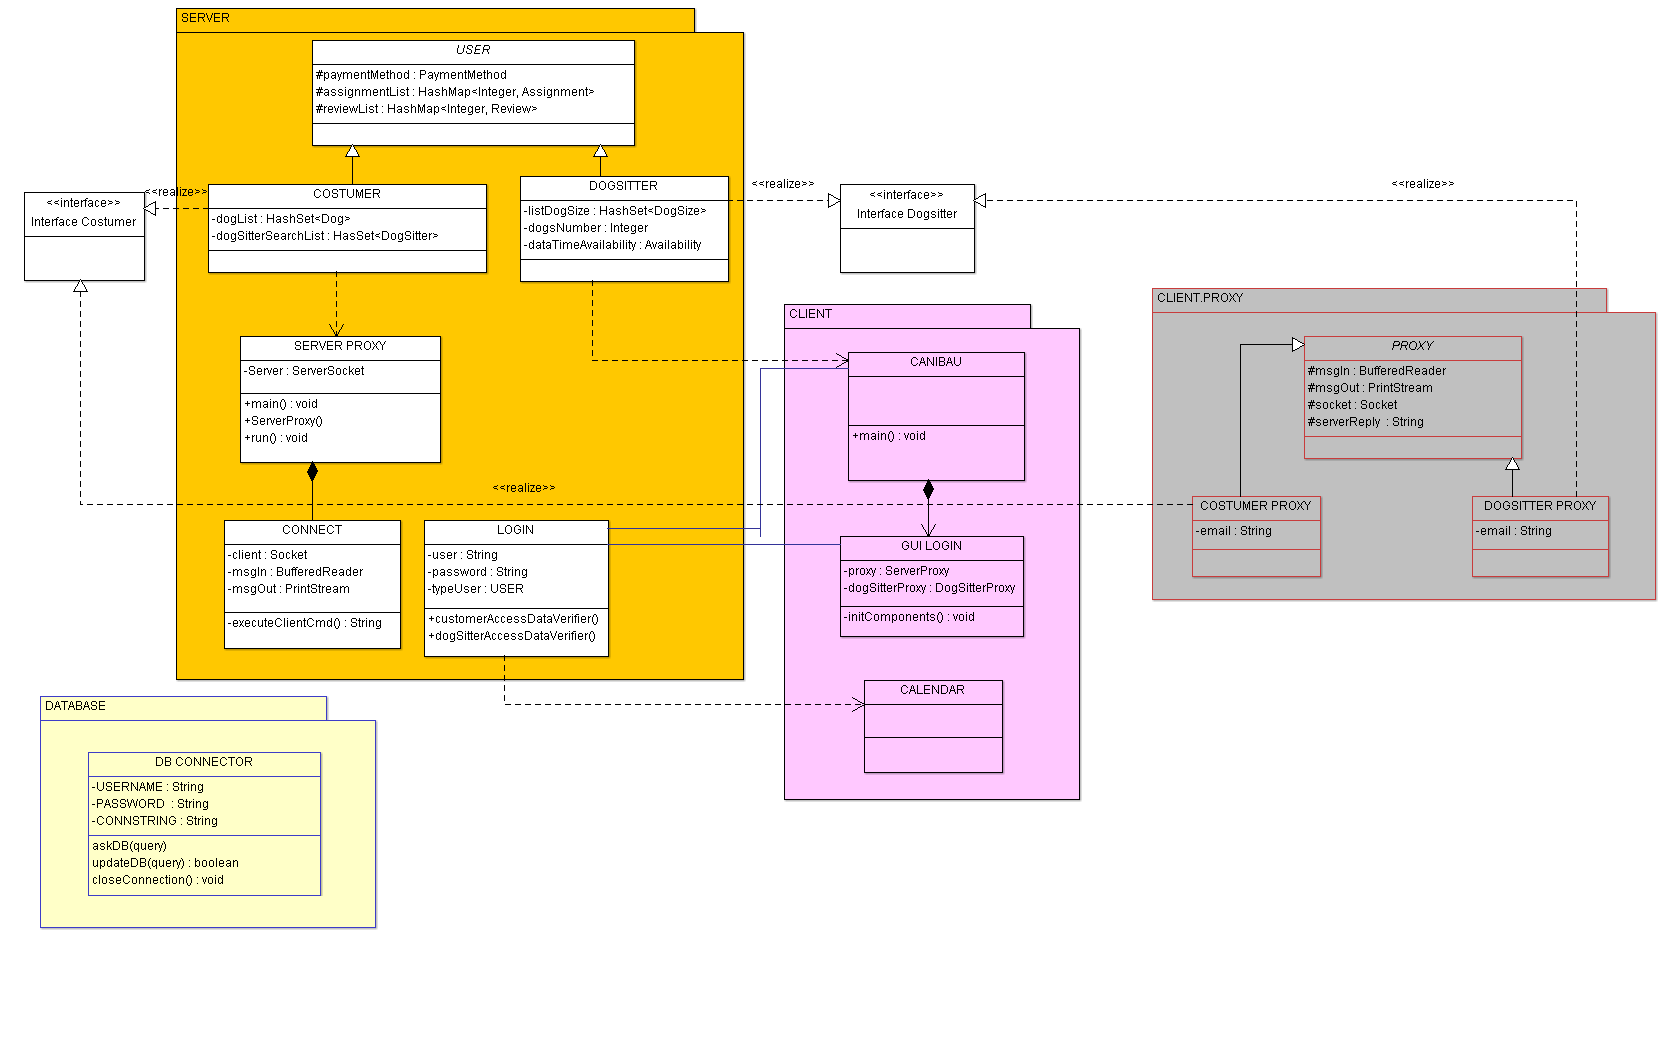 SERVER
USER
#paymentMethod : PaymentMethod
#assignmentList : HashMap<Integer, Assignment>
#reviewList : HashMap<Integer, Review>
<<realize>>
<<interface>>
Interface Costumer
COSTUMER
-dogList : HashSet<Dog>
-dogSitterSearchList : HasSet<DogSitter>
DOGSITTER
-listDogSize : HashSet<DogSize>
-dogsNumber : Integer
-dataTimeAvailability : Availability
<<realize>>
<<interface>>
Interface Dogsitter
<<realize>>
SERVER PROXY
-Server : ServerSocket
+main() : void
+ServerProxy()
+run() : void
<<realize>>
CONNECT
-client : Socket
-msgIn : BufferedReader
-msgOut : PrintStream
-executeClientCmd() : String
LOGIN
-user : String
-password : String
-typeUser : USER
+customerAccessDataVerifier()
+dogSitterAccessDataVerifier()
CLIENT
CANIBAU
+main() : void
GUI LOGIN
-proxy : ServerProxy
-dogSitterProxy : DogSitterProxy
-initComponents() : void
CALENDAR
CLIENT.PROXY
PROXY
#msgIn : BufferedReader
#msgOut : PrintStream
#socket : Socket
#serverReply : String
COSTUMER PROXY
-email : String
DOGSITTER PROXY
-email : String
DATABASE
DB CONNECTOR
-USERNAME : String
-PASSWORD : String
-CONNSTRING : String
askDB(query)
updateDB(query) : boolean
closeConnection() : void